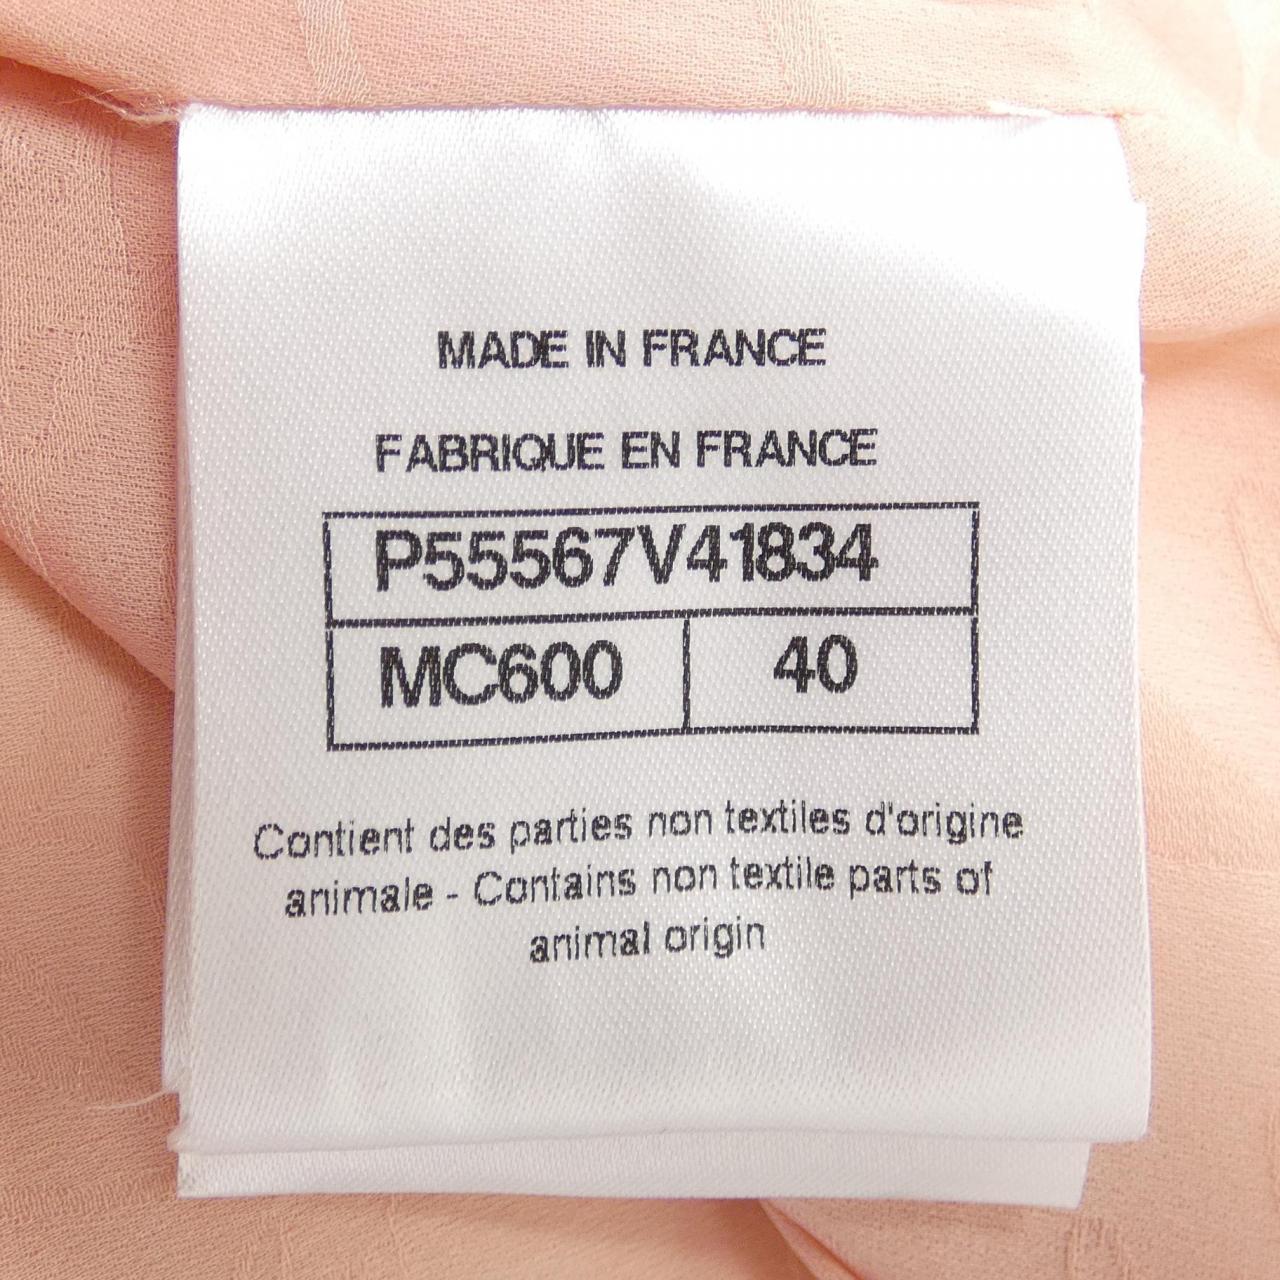 MADE IN FRANCE
FABRIQUE EN FRANCE
P55567V41834
MC600 40
Contient des parties non textiles d'origine
animale - Contains non textile parts of
animal origin